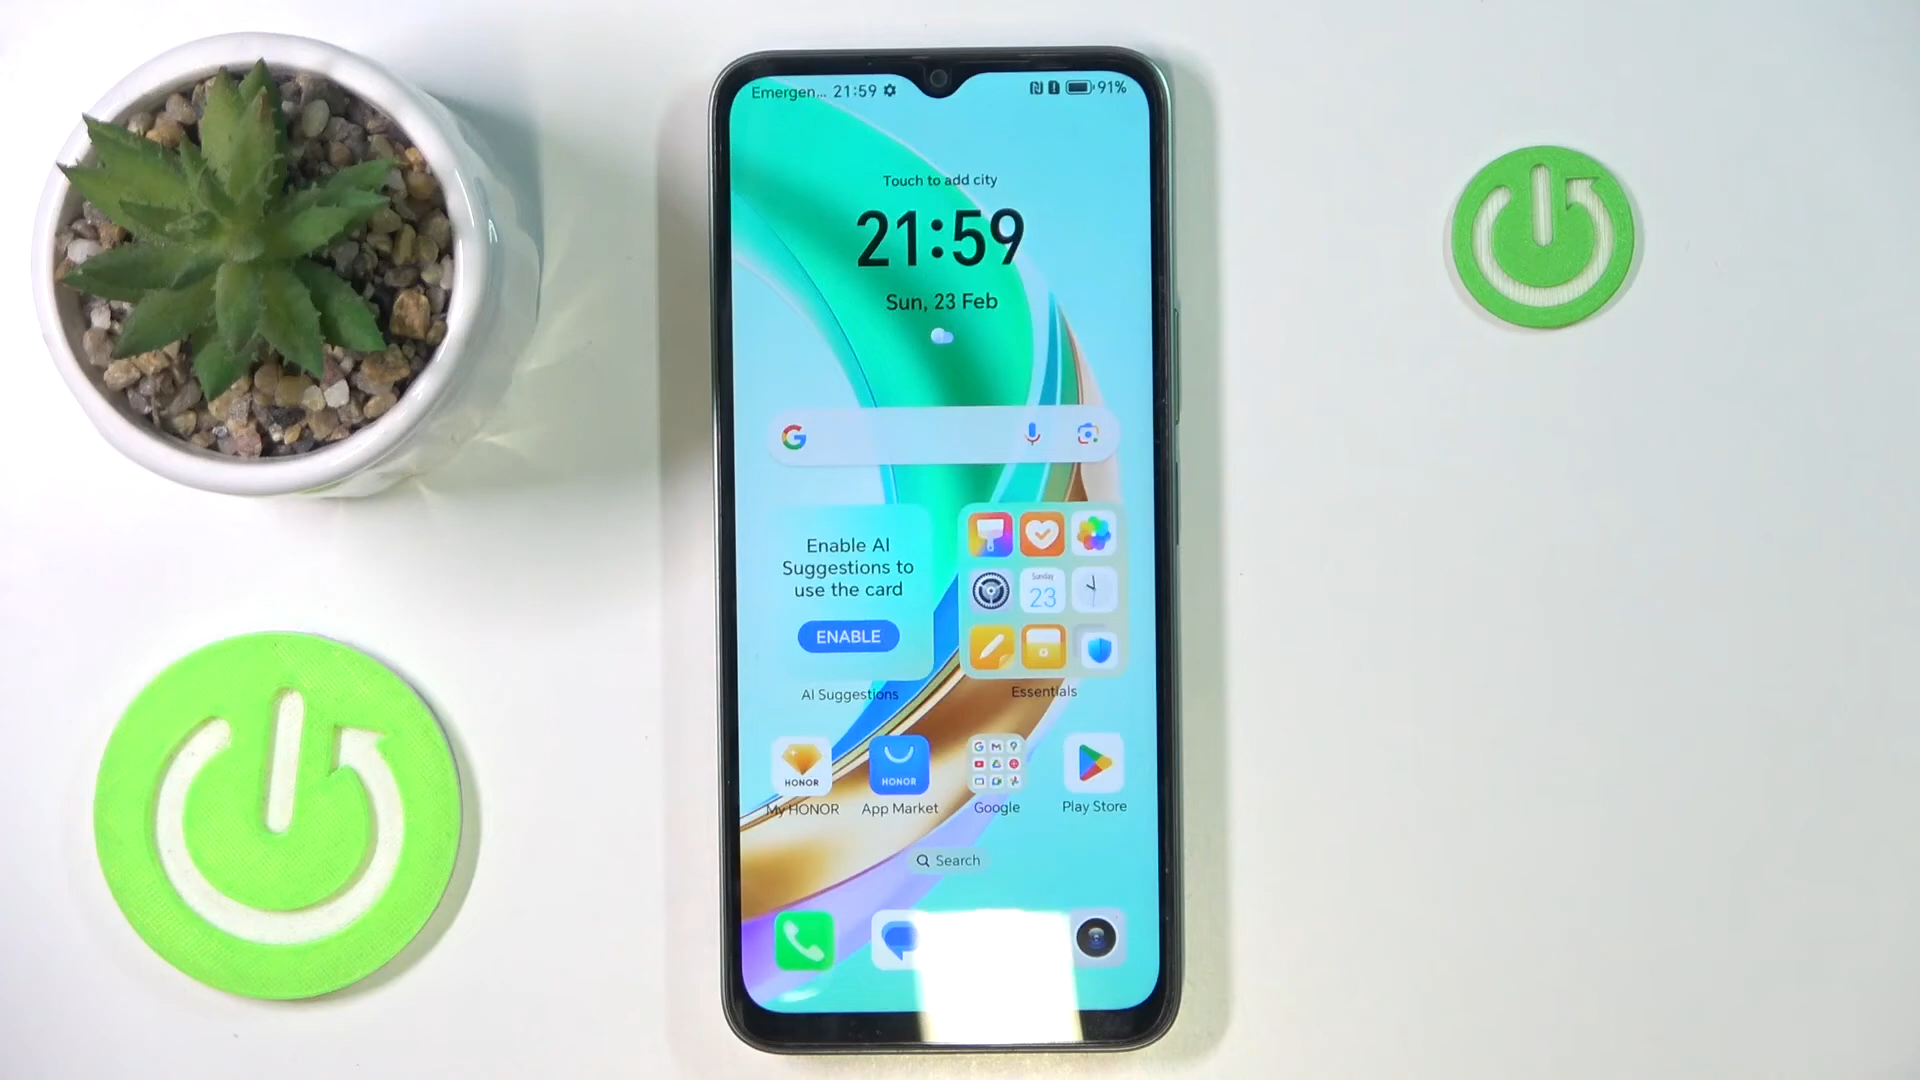 Emergen... 21:59
91%
Touch to add city
21:59
Sun, 23 Feb
Enable AI
Suggestions to
use the card
ENABLE
AI Suggestions
Sunday
23
Essentials
HONOR
HONOR
My HONOR
App Market
Google
Play Store
Search